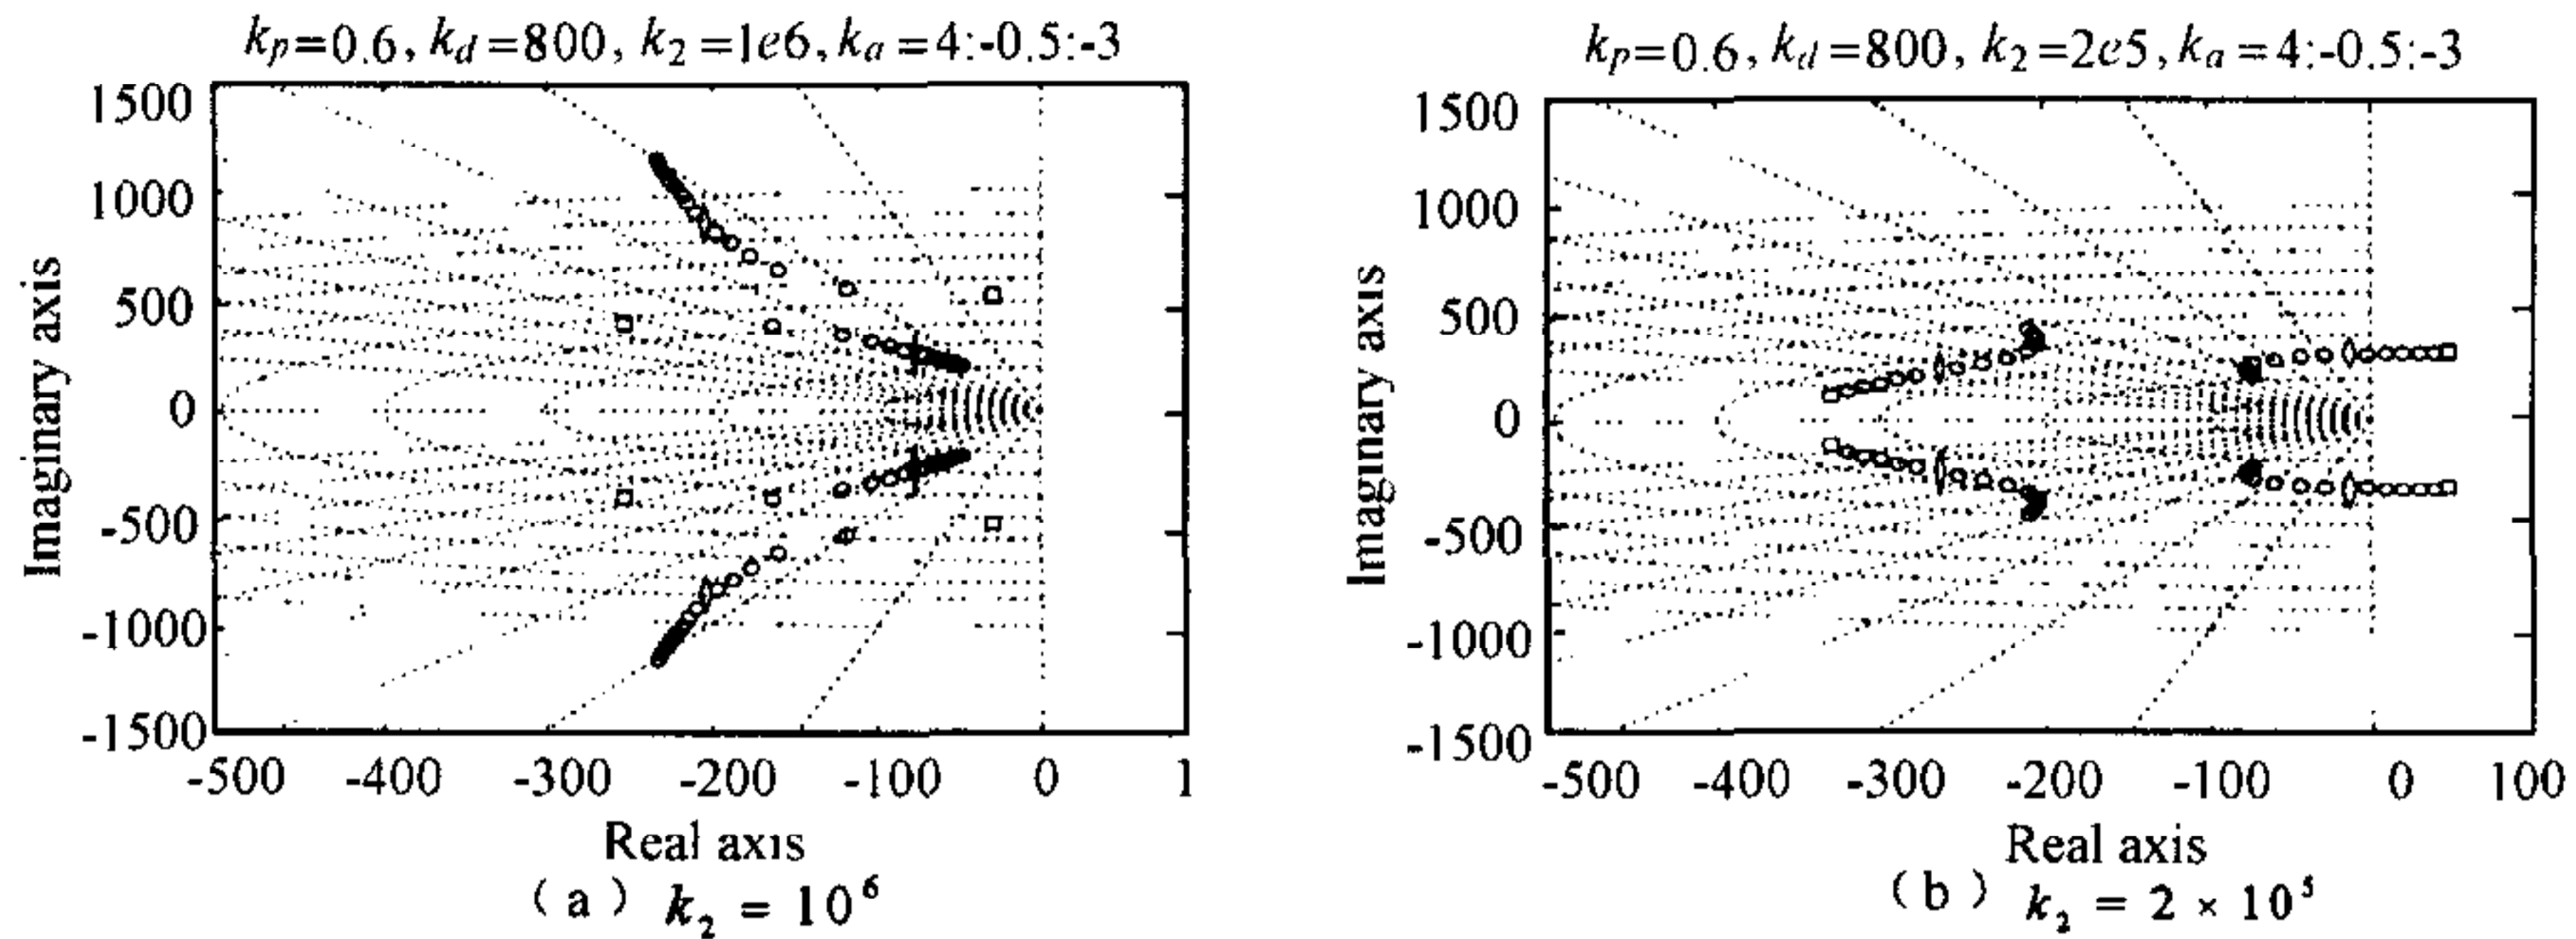 kp=0.6, kd=800, k2=1e6, ka=4:-0.5:-3
1500
1000
500
0
-500
-1000
-1500
Imaginary axis
-500 -400 -300 -200 -100 0 1
Real axis
(a) k2 = 10^6
kp=0.6, kd=800, k2=2e5, ka=4:-0.5:-3
1500
1000
500
0
-500
-1000
-1500
Imaginary axis
-500 -400 -300 -200 -100 0 100
Real axis
(b) k2 = 2 × 10^5